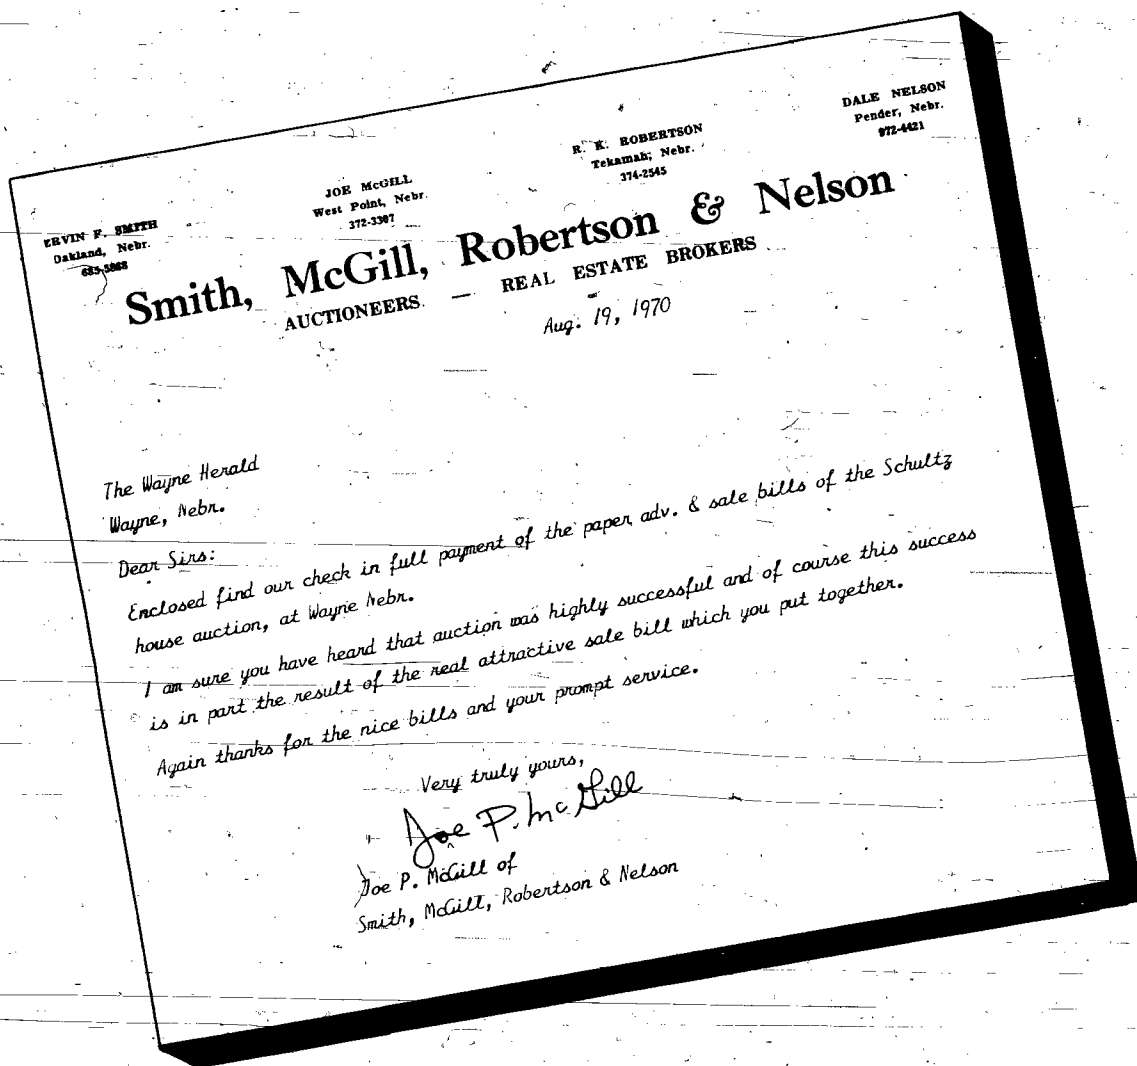 ERVIN F. SMITH
Oakland, Nebr.
JOE McGILL
West Point, Nebr.
372-3307
R. K. ROBERTSON
Tekamah, Nebr.
374-2545
DALE NELSON
Pender, Nebr.
Smith, McGill, Robertson & Nelson
AUCTIONEERS — REAL ESTATE BROKERS
Aug. 19, 1970
The Wayne Herald
Wayne, Nebr.
Dear Sirs:
Enclosed find our check in full payment of the paper adv. & sale bills of the Schultz
house auction, at Wayne Nebr.
I am sure you have heard that auction was highly successful and of course this success
is in part the result of the real attractive sale bill which you put together.
Again thanks for the nice bills and your prompt service.
Very truly yours,
Joe P. McGill
Joe P. McGill of
Smith, McGill, Robertson & Nelson